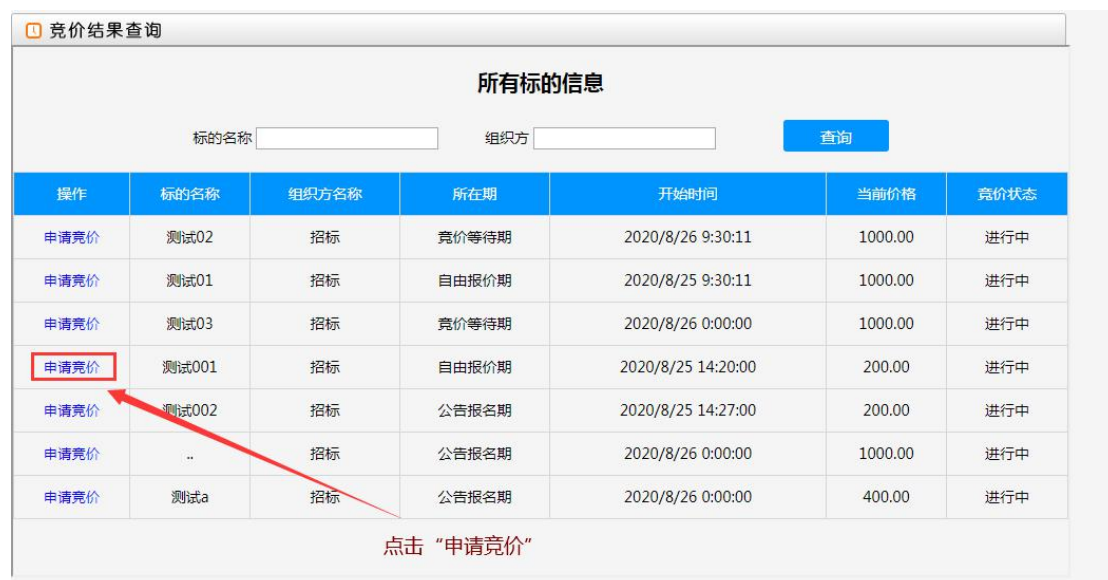 竞价结果查询
所有标的信息
标的名称 组织方 查询
操作 标的名称 组织方名称 所在期 开始时间 当前价格 竞价状态
申请竞价 测试02 招标 竞价等待期 2020/8/26 9:30:11 1000.00 进行中
申请竞价 测试01 招标 自由报价期 2020/8/25 9:30:11 1000.00 进行中
申请竞价 测试03 招标 竞价等待期 2020/8/26 0:00:00 1000.00 进行中
申请竞价 测试001 招标 自由报价期 2020/8/25 14:20:00 200.00 进行中
申请竞价 测试002 招标 公告报名期 2020/8/25 14:27:00 200.00 进行中
申请竞价 .. 招标 公告报名期 2020/8/26 0:00:00 1000.00 进行中
申请竞价 测试a 招标 公告报名期 2020/8/26 0:00:00 400.00 进行中
点击“申请竞价”